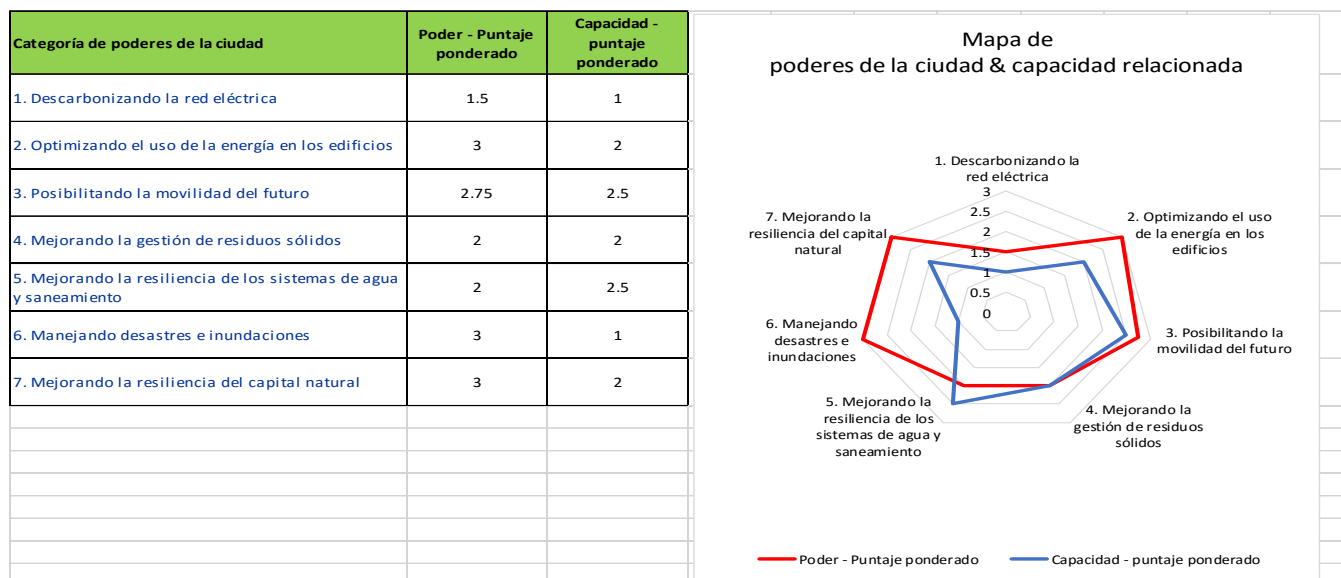 Categoría de poderes de la ciudad
Poder - Puntaje
ponderado
Capacidad -
puntaje
ponderado
1. Descarbonizando la red eléctrica
1.5
1
2. Optimizando el uso de la energía en los edificios
3
2
3. Posibilitando la movilidad del futuro
2.75
2.5
4. Mejorando la gestión de residuos sólidos
2
2
5. Mejorando la resiliencia de los sistemas de agua
y saneamiento
2
2.5
6. Manejando desastres e inundaciones
3
1
7. Mejorando la resiliencia del capital natural
3
2
Mapa de
poderes de la ciudad & capacidad relacionada
1. Descarbonizando la
red eléctrica
2. Optimizando el uso
de la energía en los
edificios
3. Posibilitando la
movilidad del futuro
4. Mejorando la
gestión de residuos
sólidos
5. Mejorando la
resiliencia de los
sistemas de agua y
saneamiento
6. Manejando
desastres e
inundaciones
7. Mejorando la
resiliencia del capital
natural
3
2.5
2
1.5
1
0.5
0
Poder - Puntaje ponderado
Capacidad - puntaje ponderado